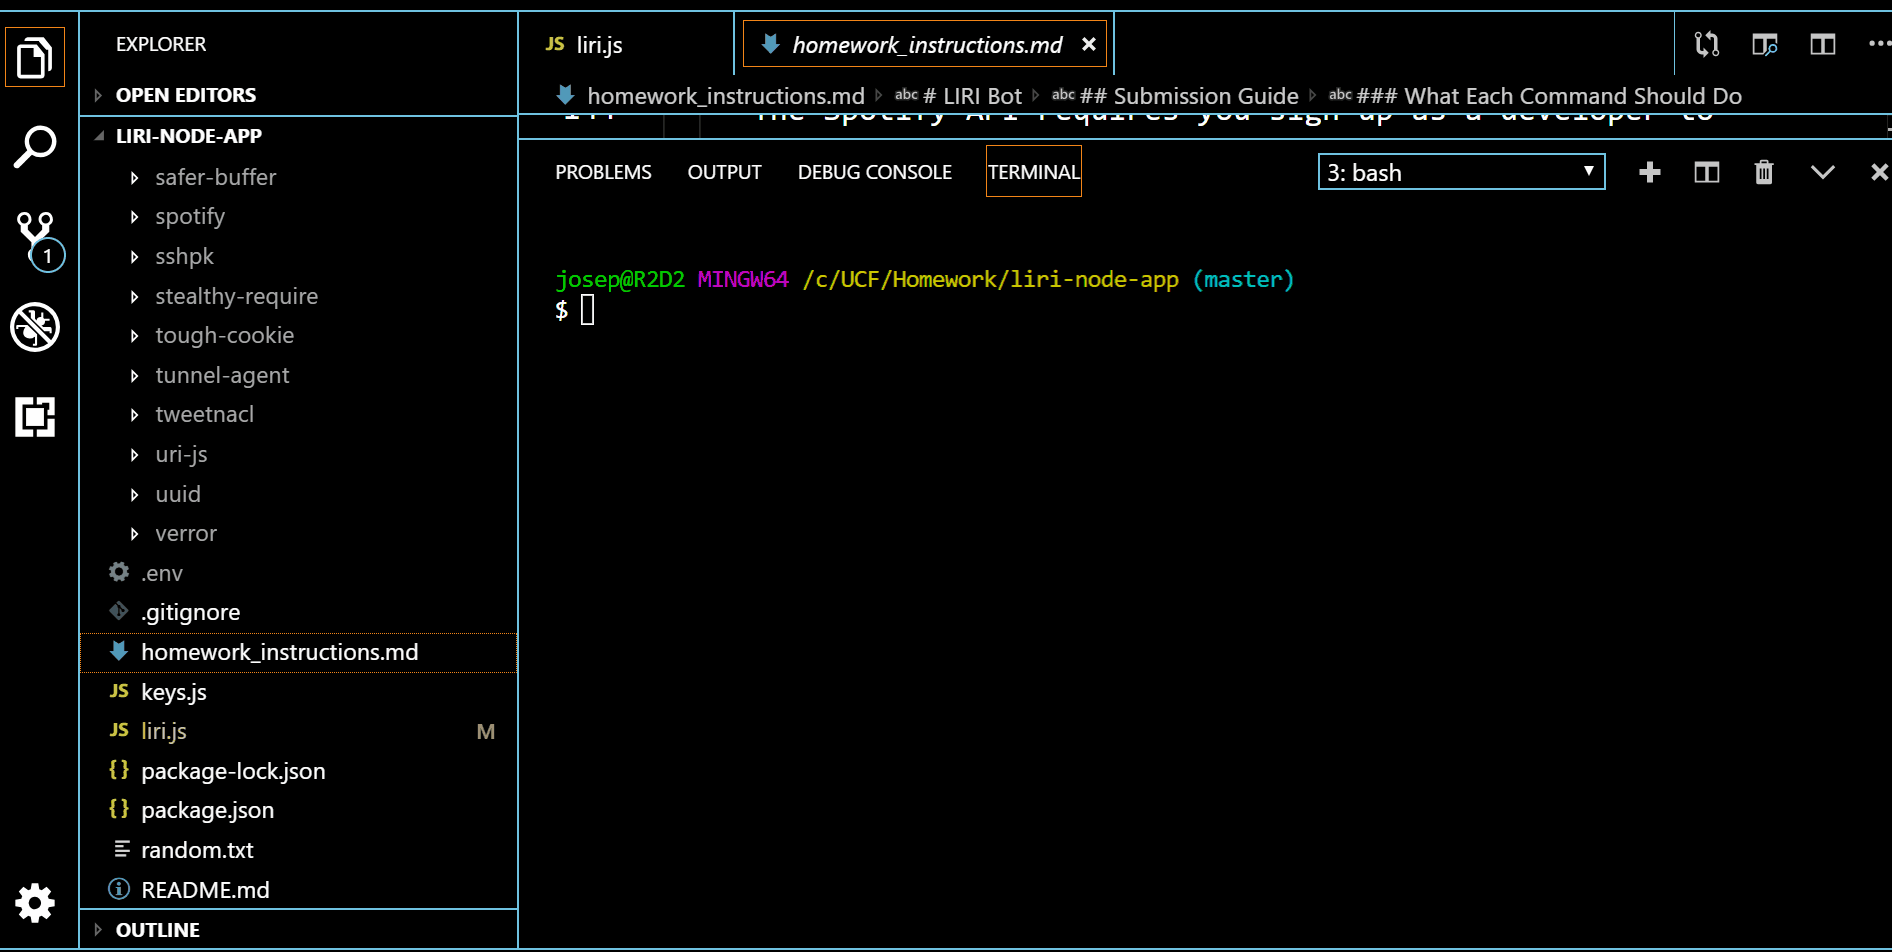 EXPLORER
OPEN EDITORS
LIRI-NODE-APP
safer-buffer
spotify
sshpk
stealthy-require
tough-cookie
tunnel-agent
tweetnacl
uri-js
uuid
verror
.env
.gitignore
homework_instructions.md
JS keys.js
JS liri.js M
{} package-lock.json
{} package.json
random.txt
README.md
OUTLINE
1
JS liri.js
homework_instructions.md
homework_instructions.md abc # LIRI Bot abc ## Submission Guide abc ### What Each Command Should Do
The Spotify API requires you sign up as a developer to
PROBLEMS OUTPUT DEBUG CONSOLE TERMINAL 3: bash
josep@R2D2 MINGW64 /c/UCF/Homework/liri-node-app (master)
$